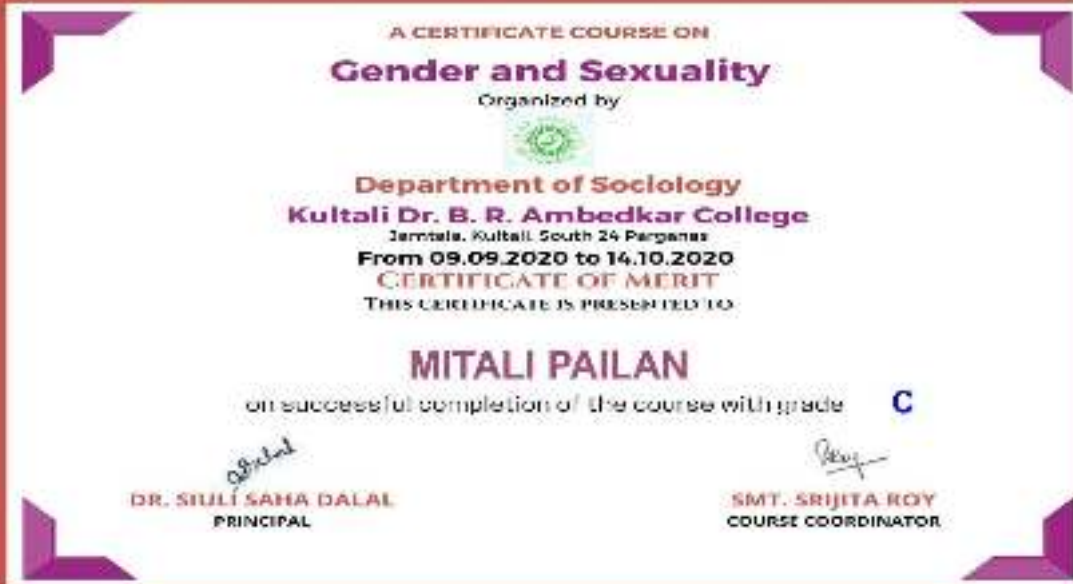 A CERTIFICATE COURSE ON
Gender and Sexuality
Organized by
Department of Sociology
Kultali Dr. B. R. Ambedkar College
Jamtala, Kultali, South 24 Parganas
From 09.09.2020 to 14.10.2020
CERTIFICATE OF MERIT
THIS CERTIFICATE IS PRESENTED TO
MITALI PAILAN
on successful completion of the course with grade C
DR. SIULI SAHA DALAL
PRINCIPAL
SMT. SRIJITA ROY
COURSE COORDINATOR